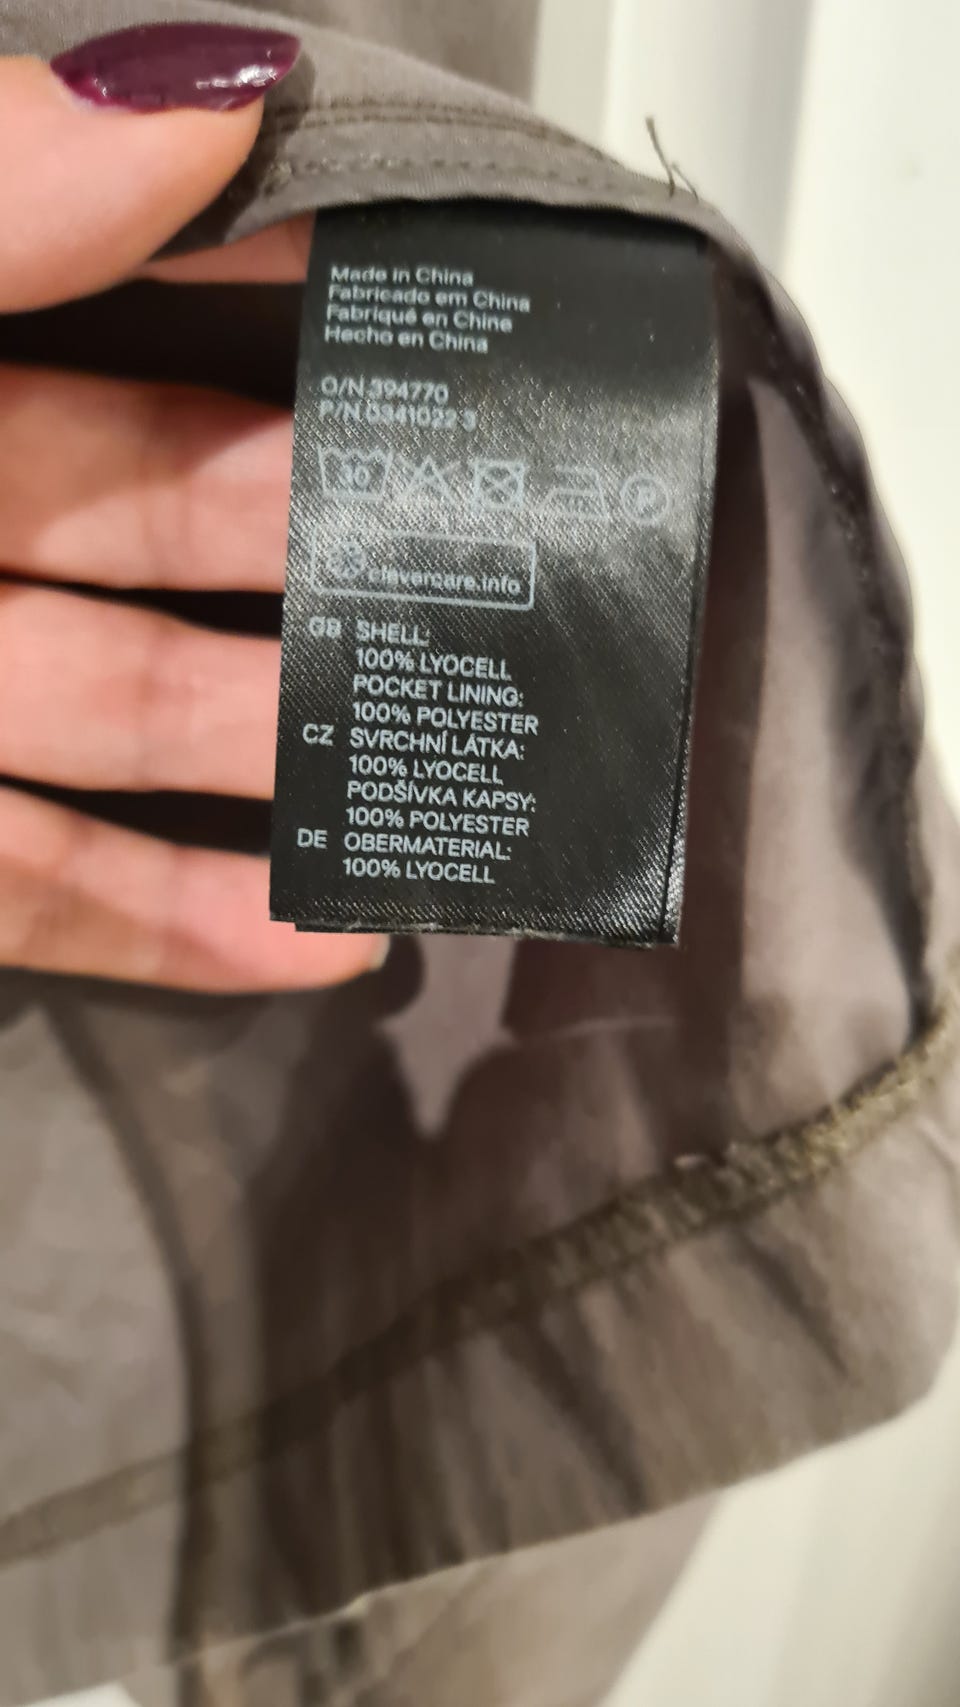 Made in China
Fabricado em China
Fabriqué en Chine
Hecho en China
O/N 394770
P/N 0341022 3
P
clevercare.info
GB SHELL:
100% LYOCELL
POCKET LINING:
100% POLYESTER
CZ SVRCHNÍ LÁTKA:
100% LYOCELL
PODŠÍVKA KAPSY:
100% POLYESTER
DE OBERMATERIAL:
100% LYOCELL